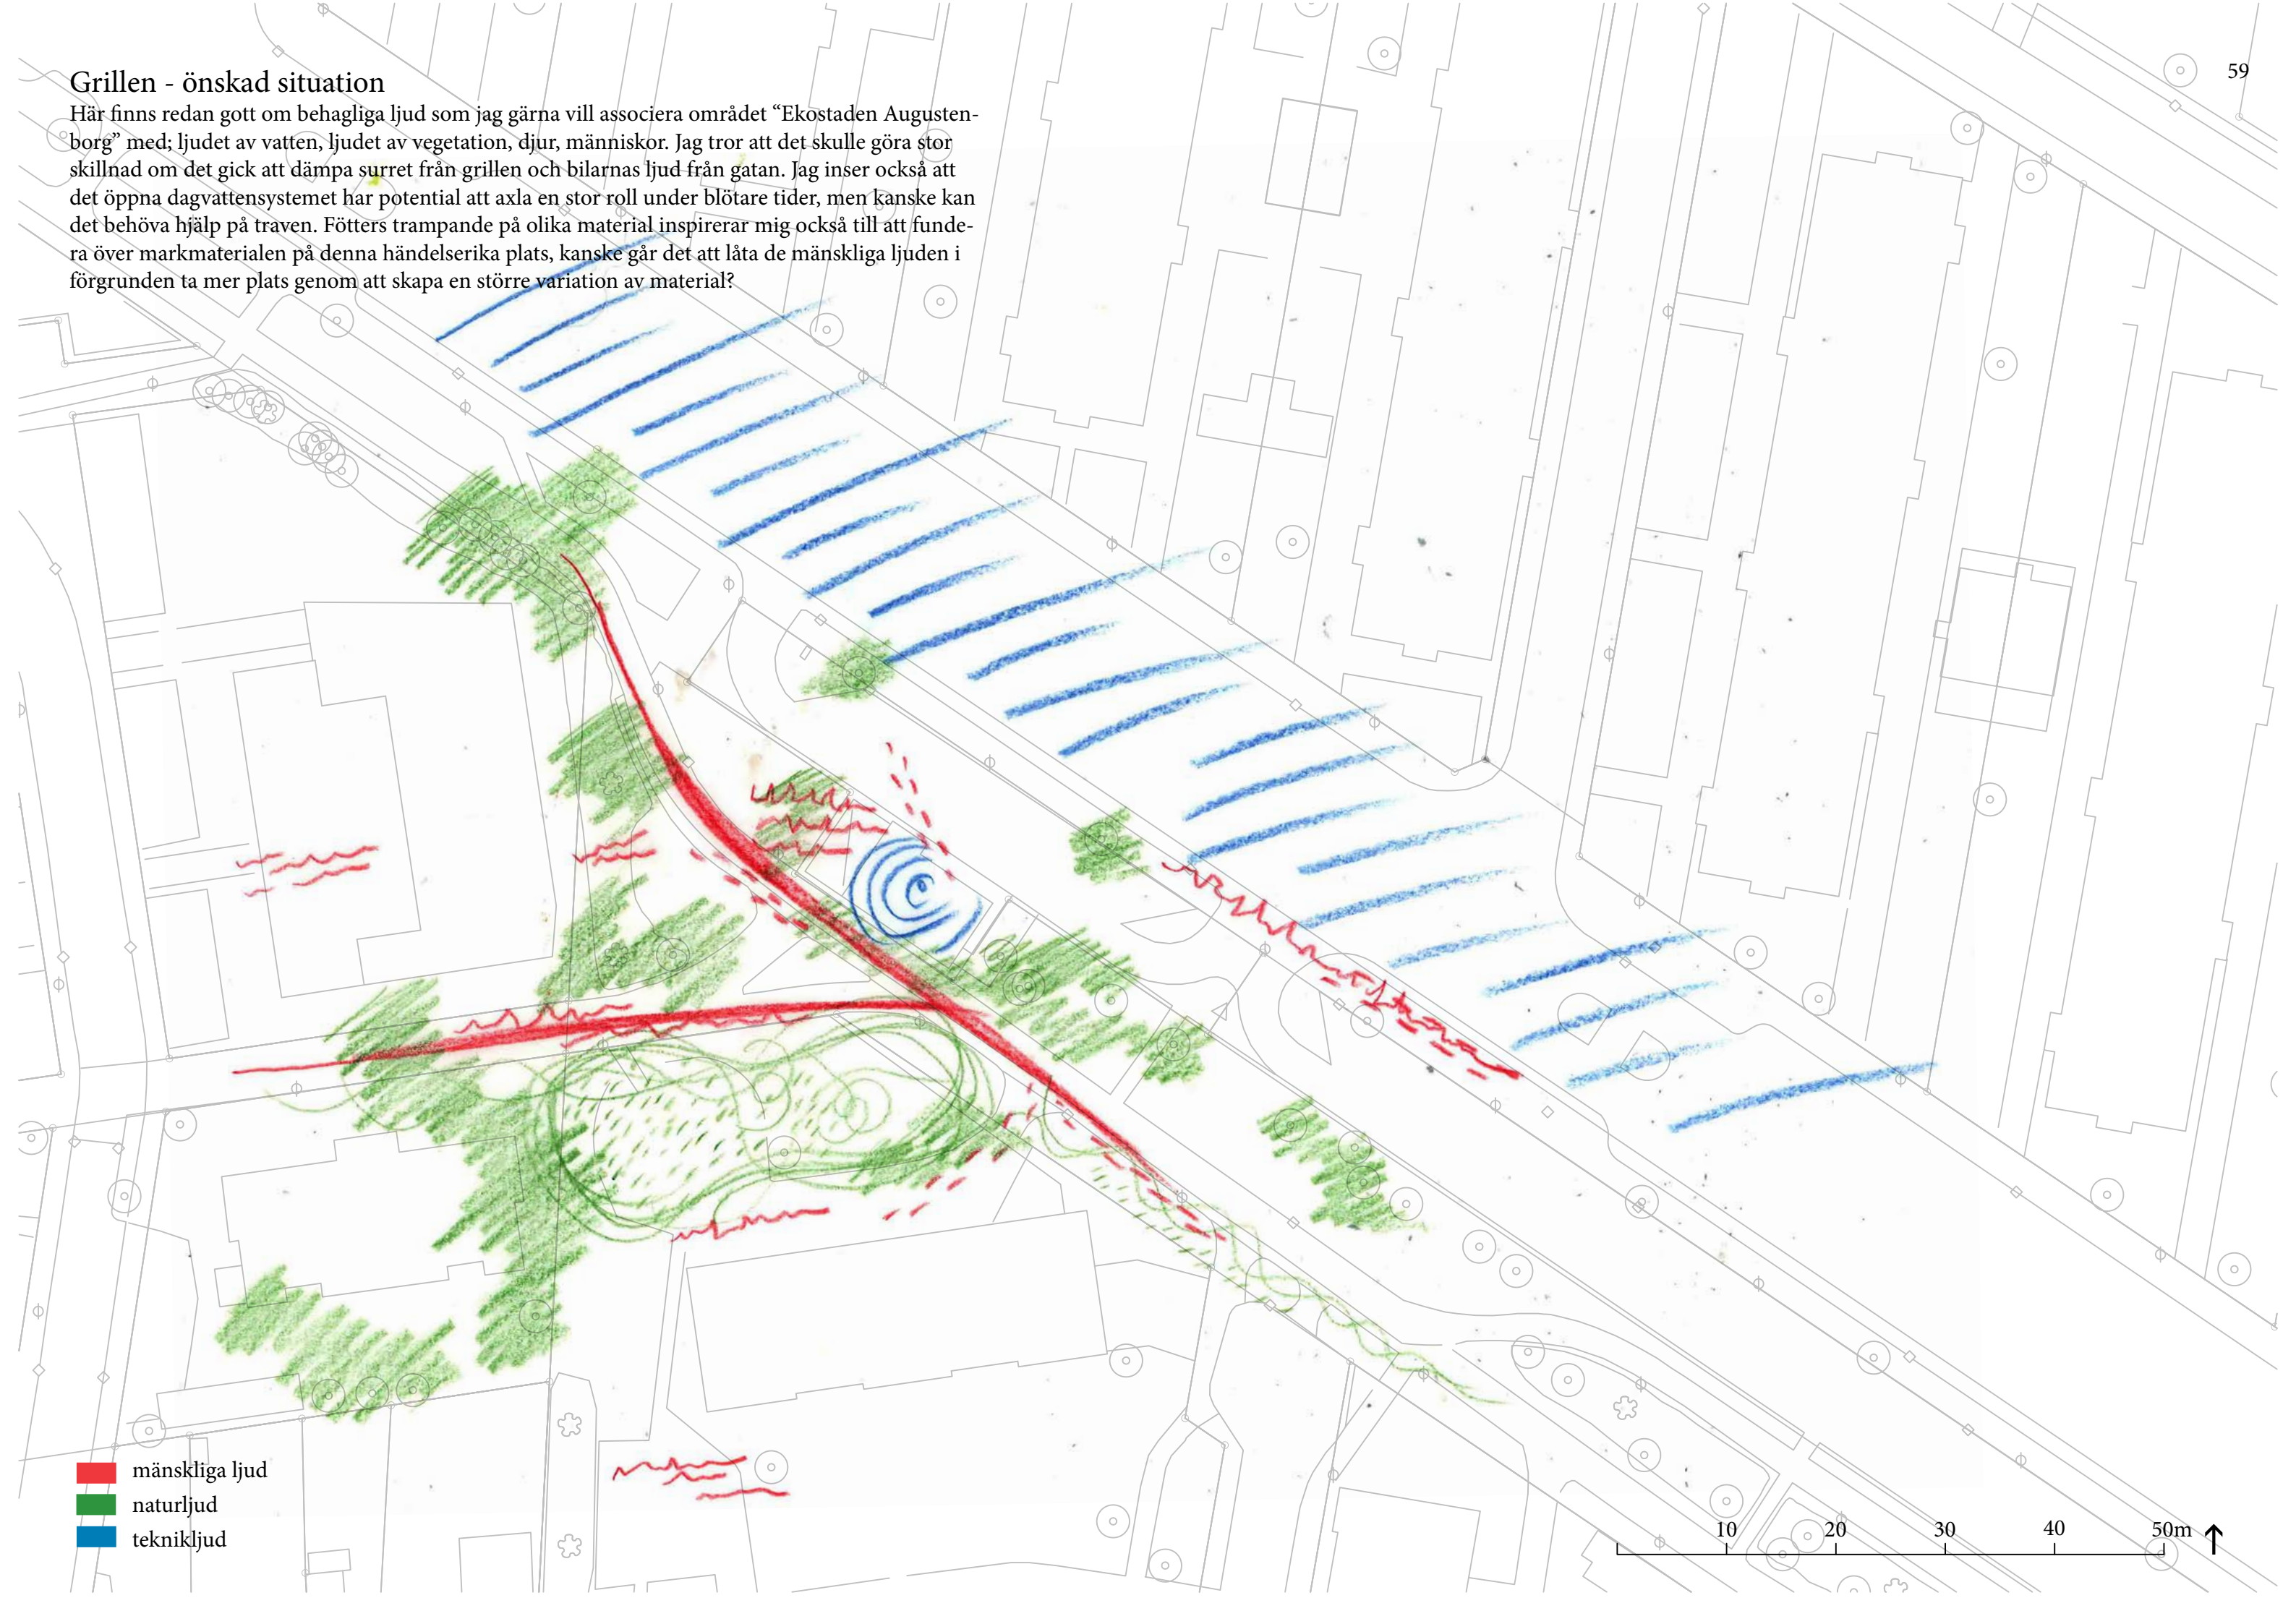 59
Grillen - önskad situation
Här finns redan gott om behagliga ljud som jag gärna vill associera området “Ekostaden Augusten-
borg” med; ljudet av vatten, ljudet av vegetation, djur, människor. Jag tror att det skulle göra stor
skillnad om det gick att dämpa surret från grillen och bilarnas ljud från gatan. Jag inser också att
det öppna dagvattensystemet har potential att axla en stor roll under blötare tider, men kanske kan
det behöva hjälp på traven. Fötters trampande på olika material inspirerar mig också till att funde-
ra över markmaterialen på denna händelserika plats, kanske går det att låta de mänskliga ljuden i
förgrunden ta mer plats genom att skapa en större variation av material?
mänskliga ljud
naturljud
teknikljud
10 20 30 40 50m